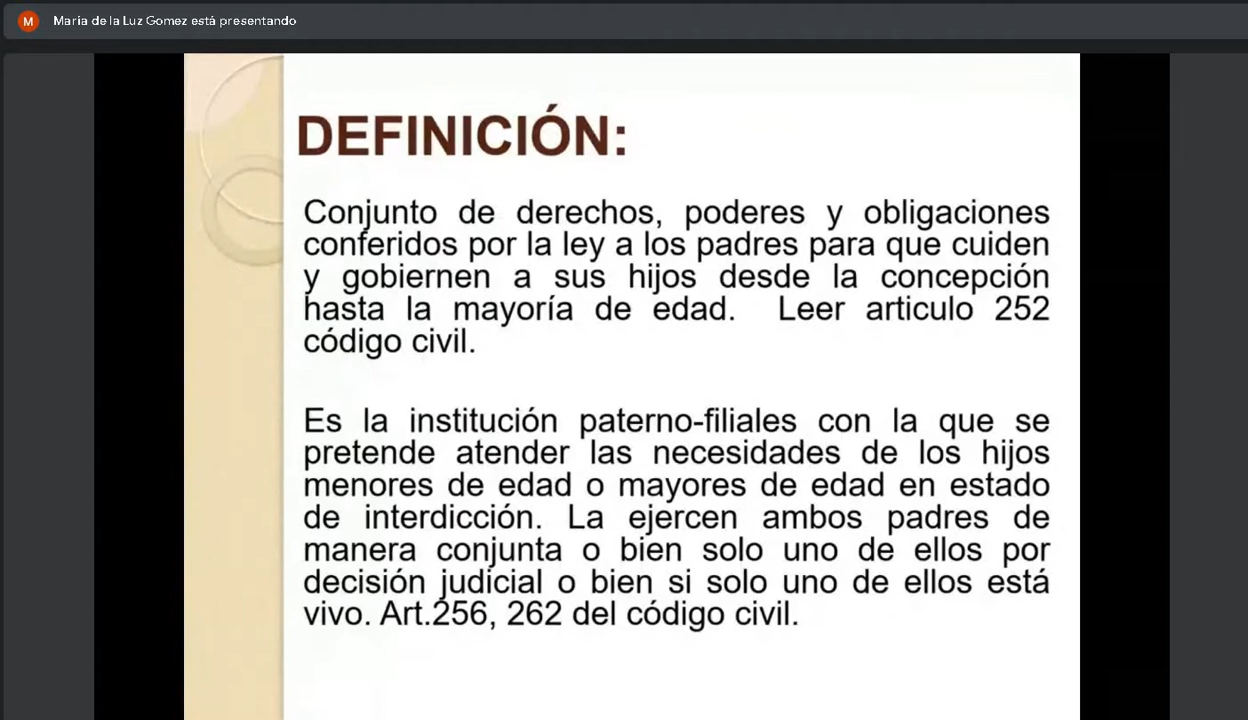 M María de la Luz Gomez está presentando
DEFINICIÓN:
Conjunto de derechos, poderes y obligaciones
conferidos por la ley a los padres para que cuiden
y gobiernen a sus hijos desde la concepción
hasta la mayoría de edad. Leer articulo 252
código civil.
Es la institución paterno-filiales con la que se
pretende atender las necesidades de los hijos
menores de edad o mayores de edad en estado
de interdicción. La ejercen ambos padres de
manera conjunta o bien solo uno de ellos por
decisión judicial o bien si solo uno de ellos está
vivo. Art.256, 262 del código civil.